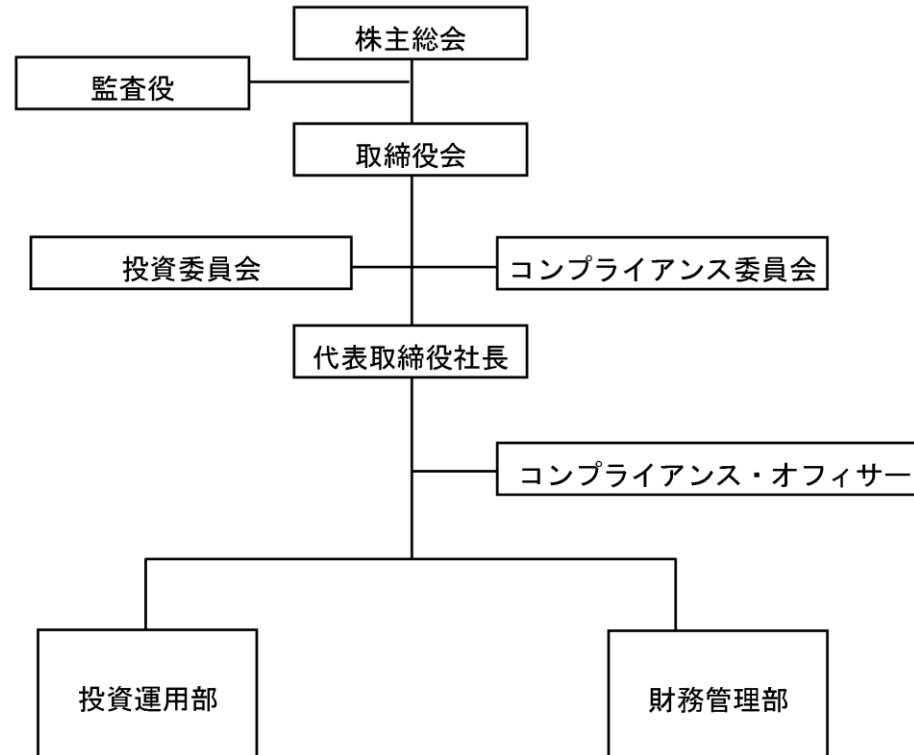 株主総会
監査役
取締役会
投資委員会
コンプライアンス委員会
代表取締役社長
コンプライアンス・オフィサー
投資運用部
財務管理部